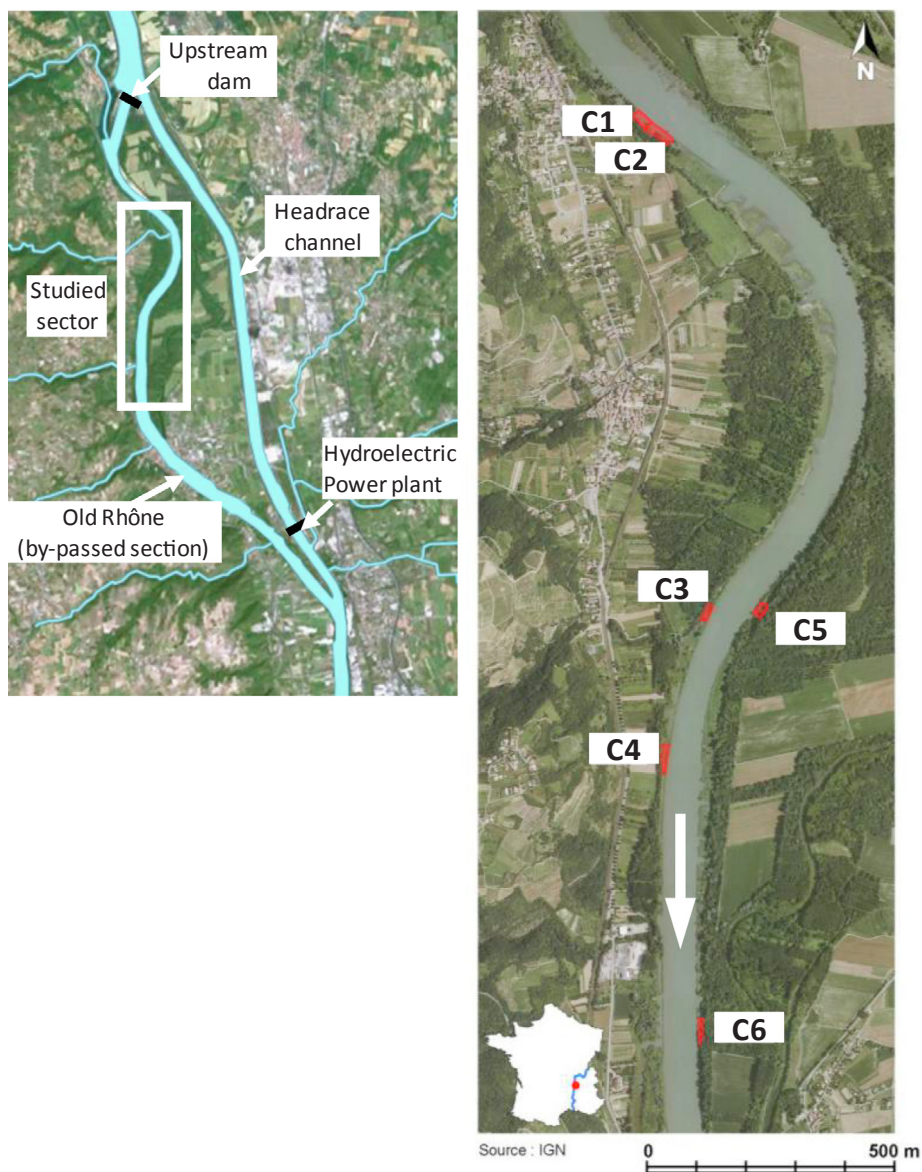 Upstream
dam
Headrace
channel
Studied
sector
Hydroelectric
Power plant
Old Rhône
(by-passed section)
N
C1
C2
C3
C5
C4
C6
Source : IGN
0
500 m